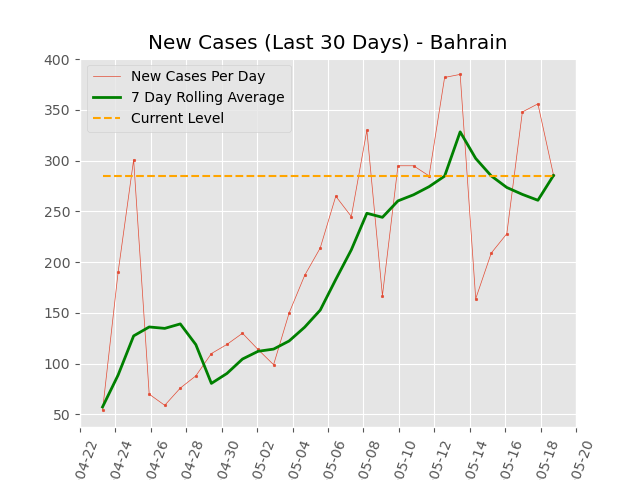 New Cases (Last 30 Days) - Bahrain
New Cases Per Day
7 Day Rolling Average
Current Level
400
350
300
250
200
150
100
50
04-22 04-24 04-26 04-28 04-30 05-02 05-04 05-06 05-08 05-10 05-12 05-14 05-16 05-18 05-20